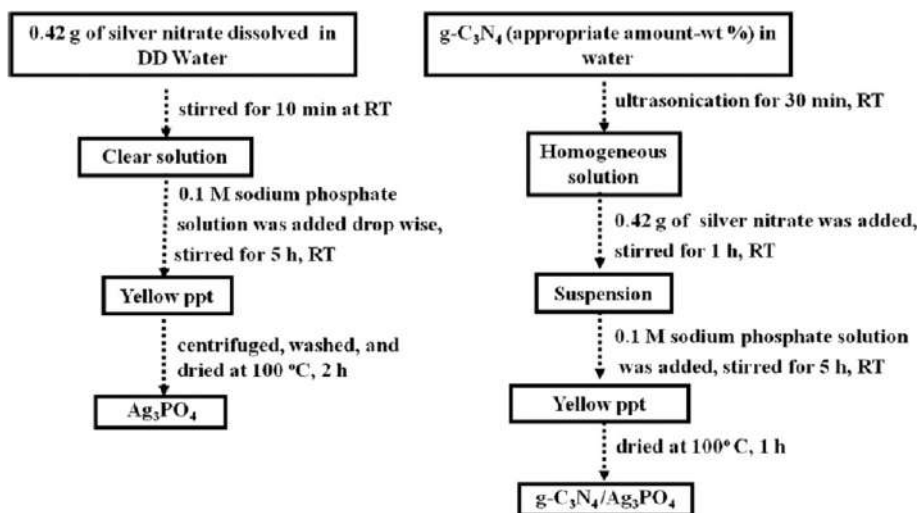 0.42 g of silver nitrate dissolved in
DD Water
stirred for 10 min at RT
Clear solution
0.1 M sodium phosphate
solution was added drop wise,
stirred for 5 h, RT
Yellow ppt
centrifuged, washed, and
dried at 100 °C, 2 h
Ag₃PO₄
g-C₃N₄ (appropriate amount-wt %) in
water
ultrasonication for 30 min, RT
Homogeneous
solution
0.42 g of silver nitrate was added,
stirred for 1 h, RT
Suspension
0.1 M sodium phosphate solution
was added, stirred for 5 h, RT
Yellow ppt
dried at 100° C, 1 h
g-C₃N₄/Ag₃PO₄